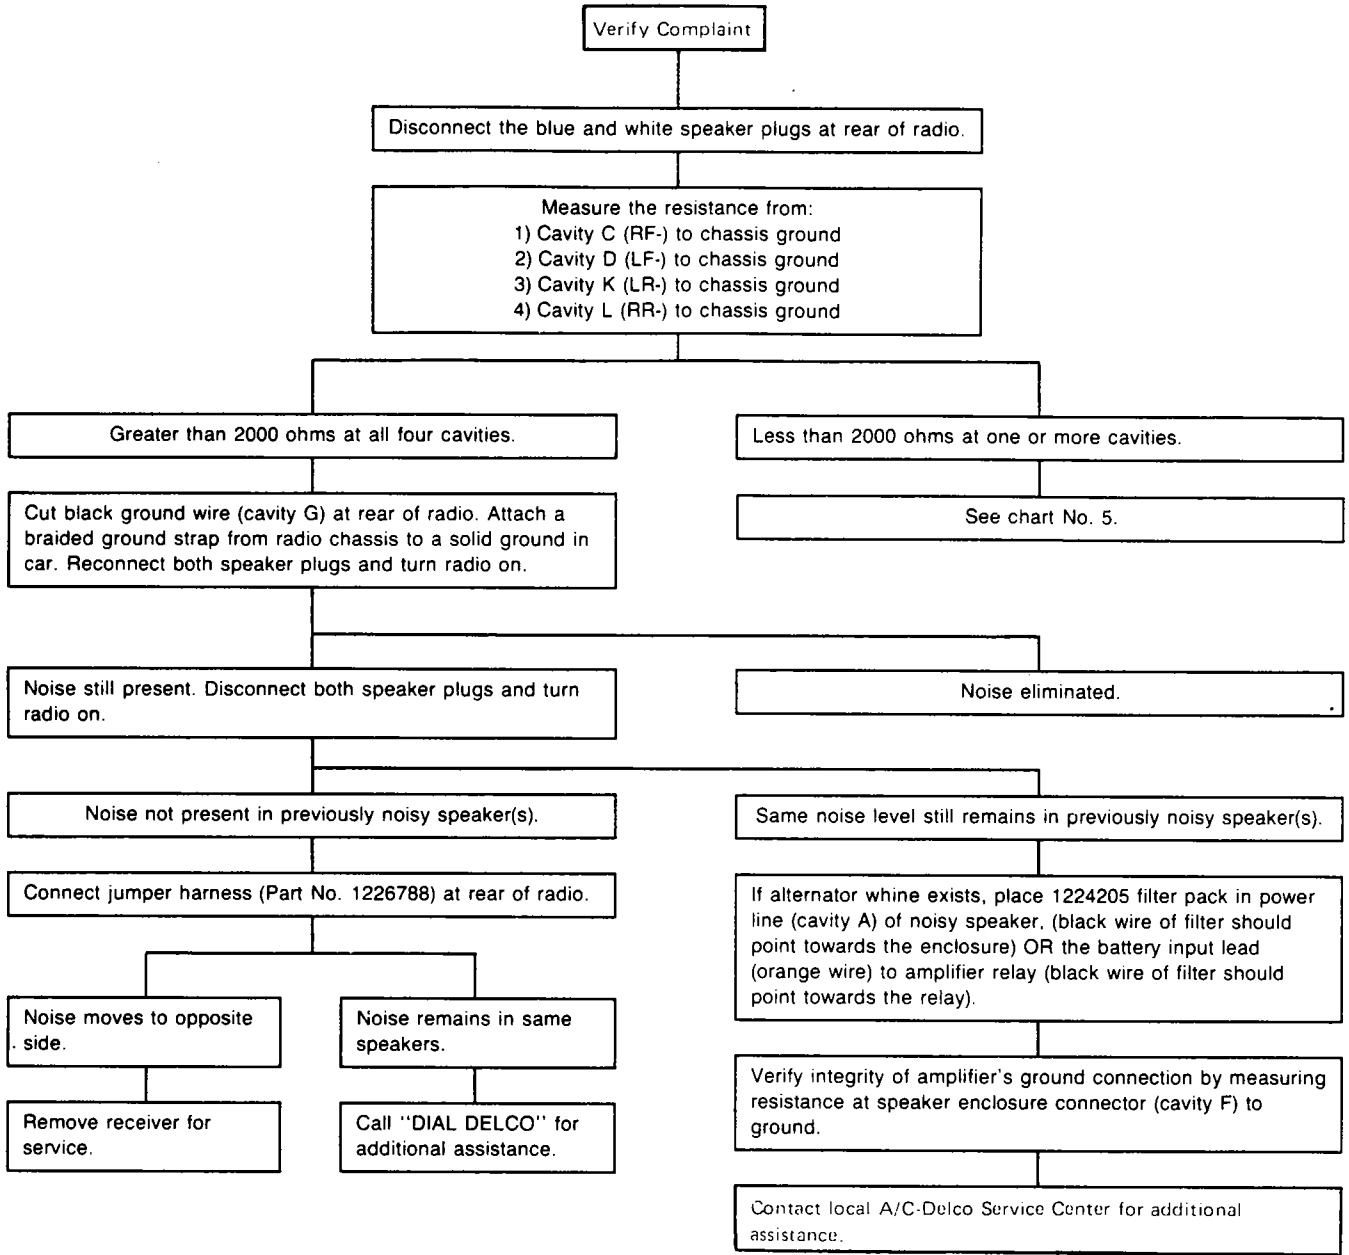 Verify Complaint
Disconnect the blue and white speaker plugs at rear of radio.
Measure the resistance from:
1) Cavity C (RF-) to chassis ground
2) Cavity D (LF-) to chassis ground
3) Cavity K (LR-) to chassis ground
4) Cavity L (RR-) to chassis ground
Greater than 2000 ohms at all four cavities.
Less than 2000 ohms at one or more cavities.
Cut black ground wire (cavity G) at rear of radio. Attach a
braided ground strap from radio chassis to a solid ground in
car. Reconnect both speaker plugs and turn radio on.
See chart No. 5.
Noise still present. Disconnect both speaker plugs and turn
radio on.
Noise eliminated.
Noise not present in previously noisy speaker(s).
Same noise level still remains in previously noisy speaker(s).
Connect jumper harness (Part No. 1226788) at rear of radio.
If alternator whine exists, place 1224205 filter pack in power
line (cavity A) of noisy speaker, (black wire of filter should
point towards the enclosure) OR the battery input lead
(orange wire) to amplifier relay (black wire of filter should
point towards the relay).
Noise moves to opposite
side.
Noise remains in same
speakers.
Verify integrity of amplifier's ground connection by measuring
resistance at speaker enclosure connector (cavity F) to
ground.
Remove receiver for
service.
Call "DIAL DELCO" for
additional assistance.
Contact local A/C-Delco Service Center for additional
assistance.